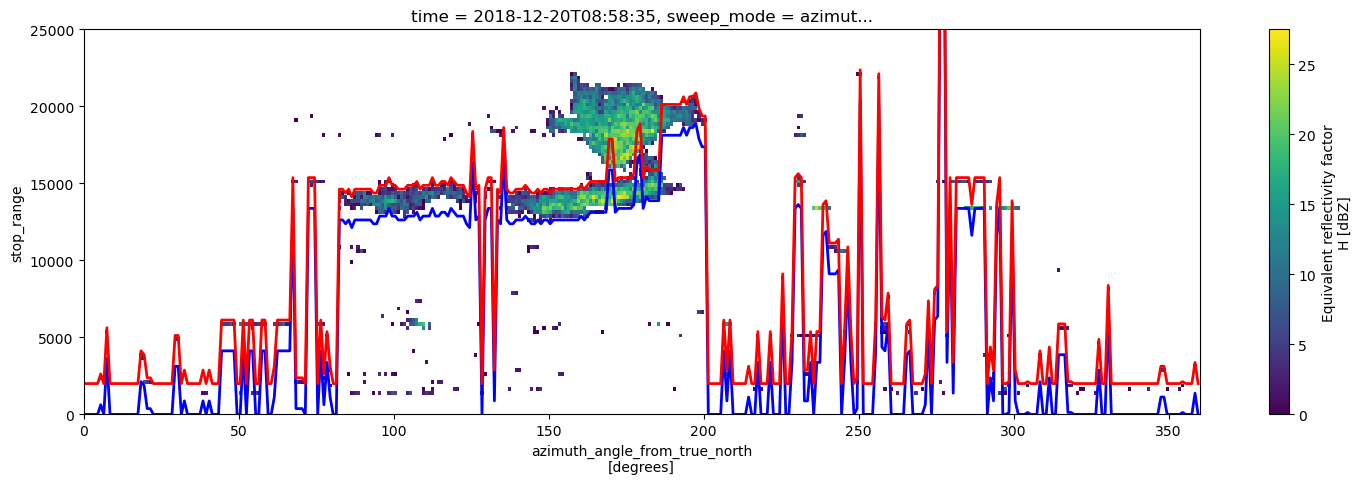 time = 2018-12-20T08:58:35, sweep_mode = azimut...
25000
20000
15000
10000
5000
0
stop_range
0 50 100 150 200 250 300 350
azimuth_angle_from_true_north
[degrees]
25
20
15
10
5
0
Equivalent reflectivity factor
H [dBZ]